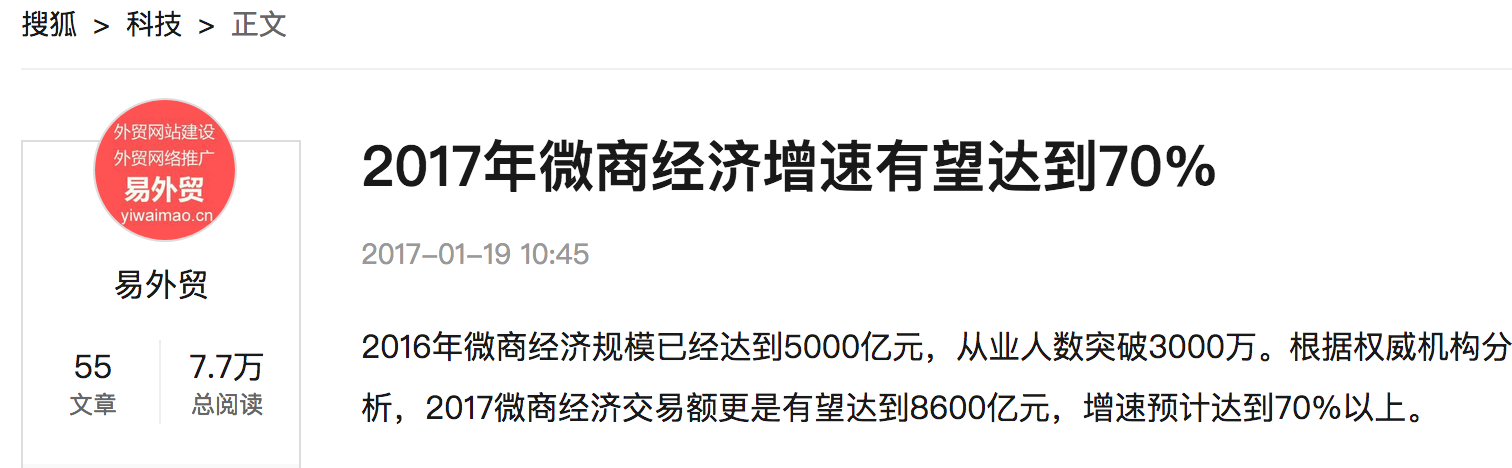 搜狐 > 科技 > 正文
外贸网站建设
外贸网络推广
易外贸
yiwaimao.cn
易外贸
55
文章
7.7万
总阅读
2017年微商经济增速有望达到70%
2017-01-19 10:45
2016年微商经济规模已经达到5000亿元，从业人数突破3000万。根据权威机构分
析，2017微商经济交易额更是有望达到8600亿元，增速预计达到70%以上。